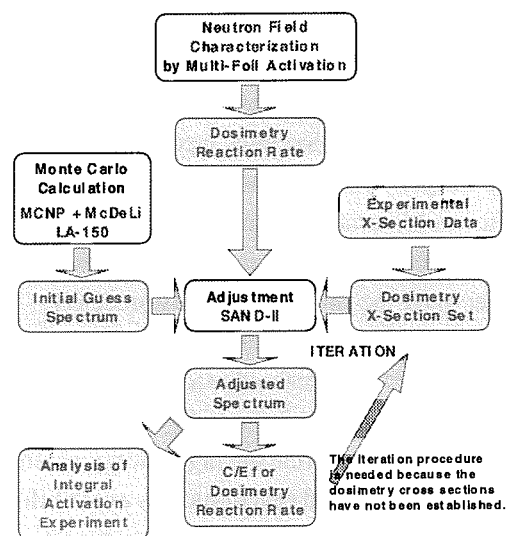 Neutron Field
Characterization
by Multi-Foil Activation
Dosimetry
Reaction Rate
Monte Carlo
Calculation
MCNP + McDeLi
LA-150
Experimental
X-Section Data
Initial Guess
Spectrum
Adjustment
SAND-II
Dosimetry
X-Section Set
ITERATION
Adjusted
Spectrum
Analysis of
Integral
Activation
Experiment
C/E for
Dosimetry
Reaction Rate
The iteration procedure
is needed because the
dosimetry cross sections
have not been established.